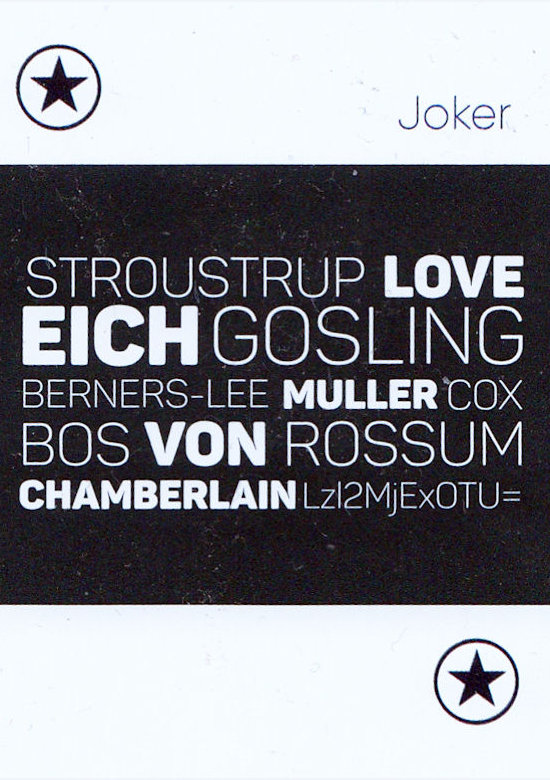 Joker
STROUSTRUP LOVE
EICH GOSLING
BERNERS-LEE MULLER COX
BOS VON ROSSUM
CHAMBERLAIN LzI2MjExOTU=